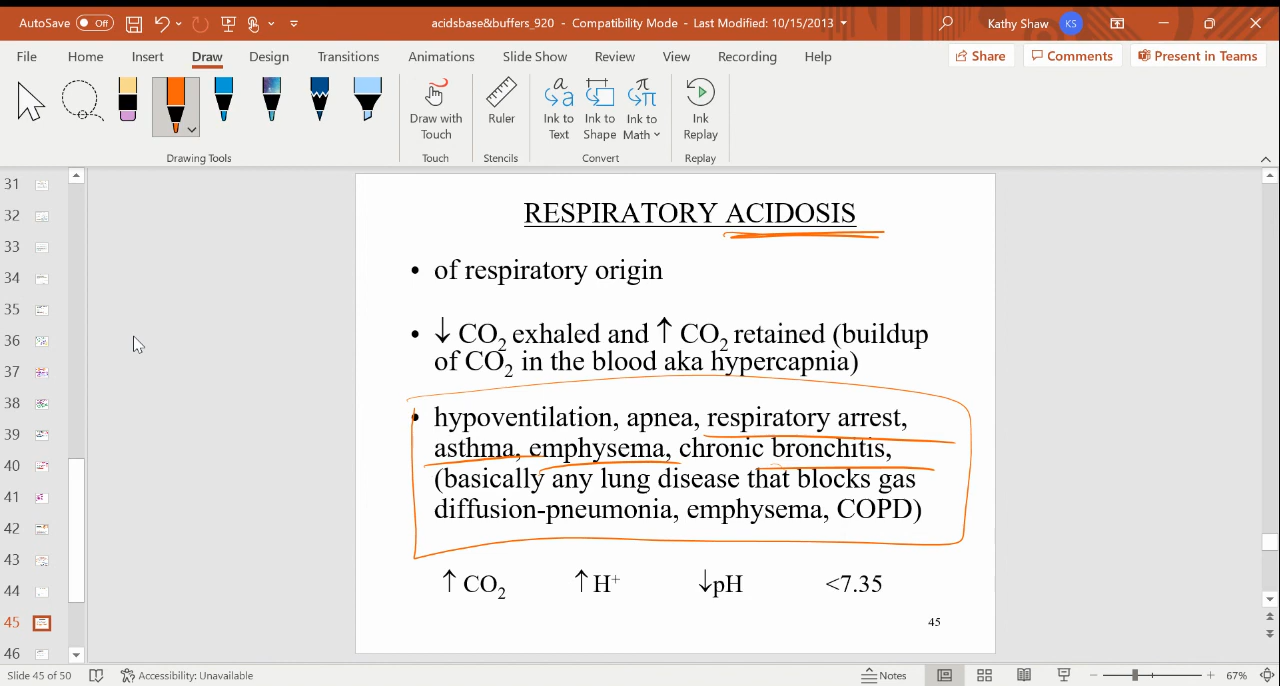 AutoSave Off acidsbase&buffers_920 - Compatibility Mode - Last Modified: 10/15/2013 Kathy Shaw KS
File Home Insert Draw Design Transitions Animations Slide Show Review View Recording Help Share Comments Present in Teams
Draw with Touch
Ruler
Ink to Text
Ink to Shape
Ink to Math
Ink Replay
Drawing Tools Touch Stencils Convert Replay
31
32
33
34
35
36
37
38
39
40
41
42
43
44
45
46
RESPIRATORY ACIDOSIS
• of respiratory origin
• ↓ CO₂ exhaled and ↑ CO₂ retained (buildup
of CO₂ in the blood aka hypercapnia)
• hypoventilation, apnea, respiratory arrest,
asthma, emphysema, chronic bronchitis,
(basically any lung disease that blocks gas
diffusion-pneumonia, emphysema, COPD)
↑ CO₂ ↑ H⁺ ↓pH <7.35
45
Slide 45 of 50 Accessibility: Unavailable Notes 67%